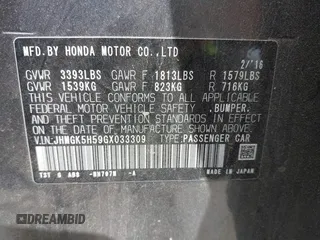 MFD.BY HONDA MOTOR CO.,LTD
2/'16
GVWR 3393LBS GAWR F 1813LBS R 1579LBS
GVWR 1539KG GAWR F 823KG R 716KG
THIS VEHICLE CONFORMS TO ALL APPLICABLE
FEDERAL MOTOR VEHICLE SAFETY ,BUMPER,
AND THEFT PREVENTION STANDARDS IN EFFECT
ON THE DATE OF MANUFACTURE SHOWN ABOVE.
V.I.N:JHMGK5H59GX033309 TYPE:PASSENGER CAR
-A
MADE IN JAPAN
DREAMBID